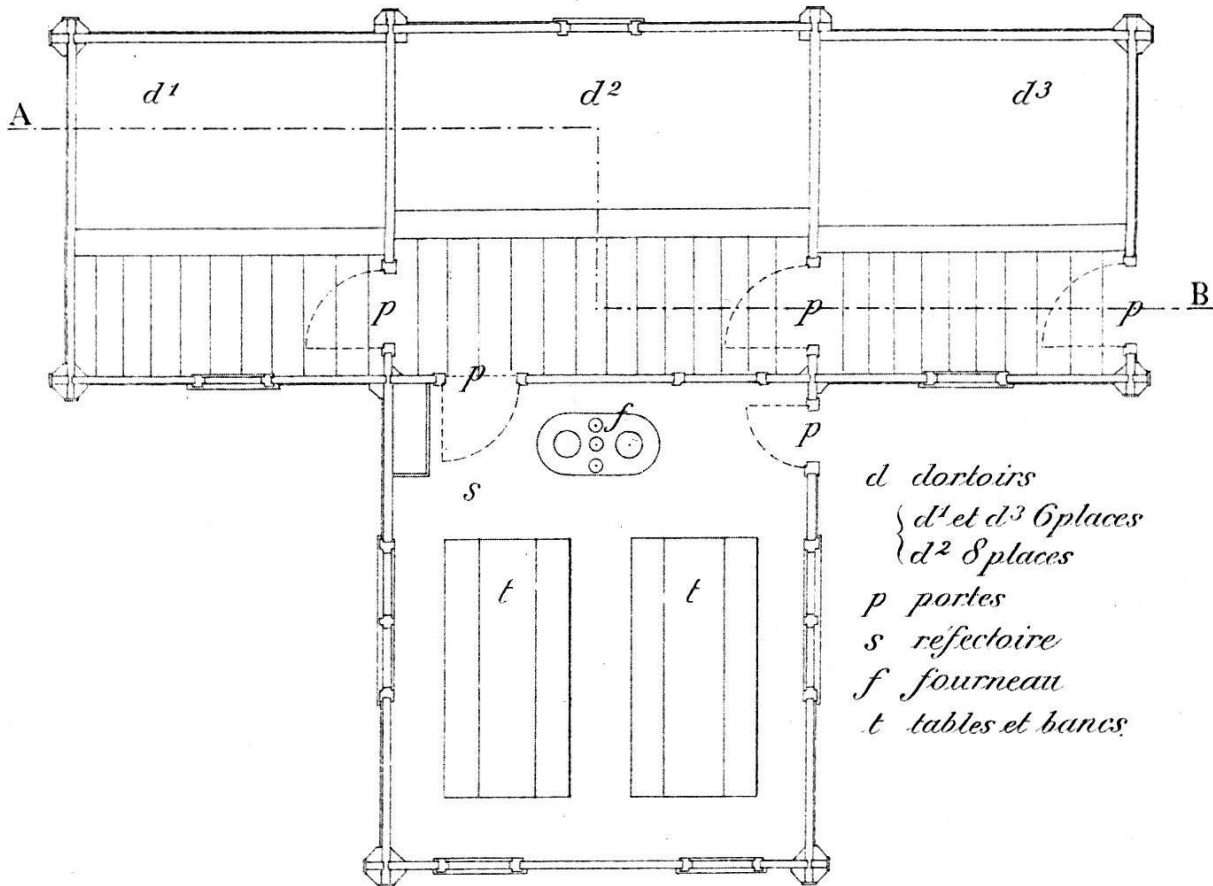 d¹ d² d³
A
B
p p p
p
f
p
s
t t
d dortoirs
d¹ et d³ 6 places
d² 8 places
p portes
s réfectoire
f fourneau
t tables et bancs.